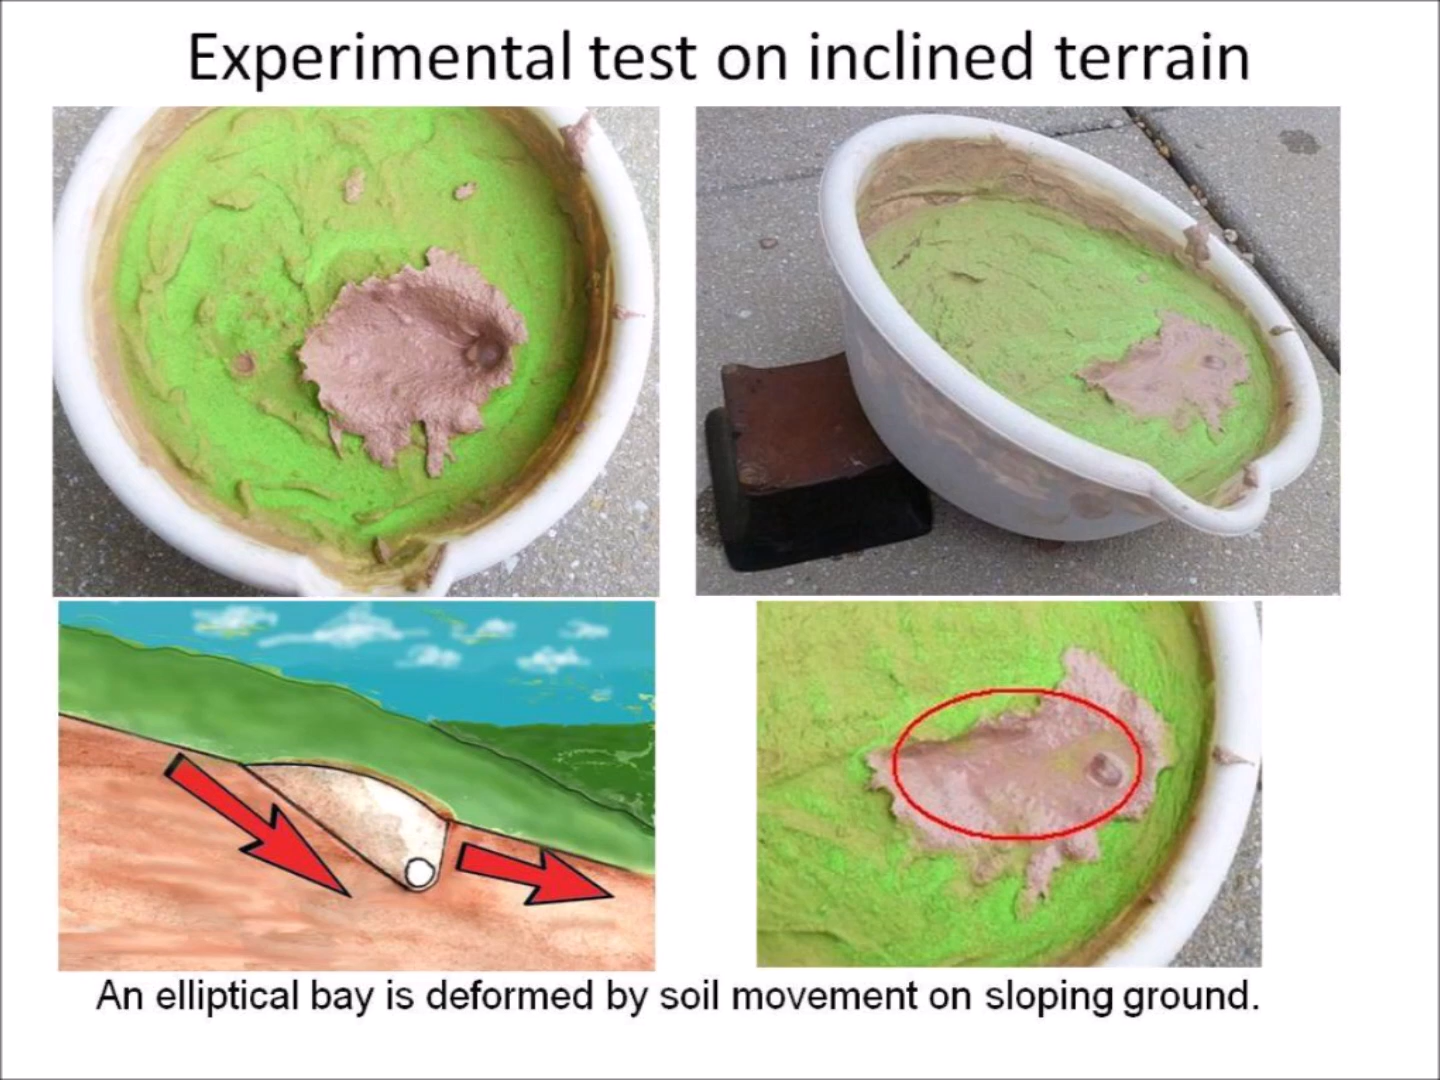 Experimental test on inclined terrain
An elliptical bay is deformed by soil movement on sloping ground.